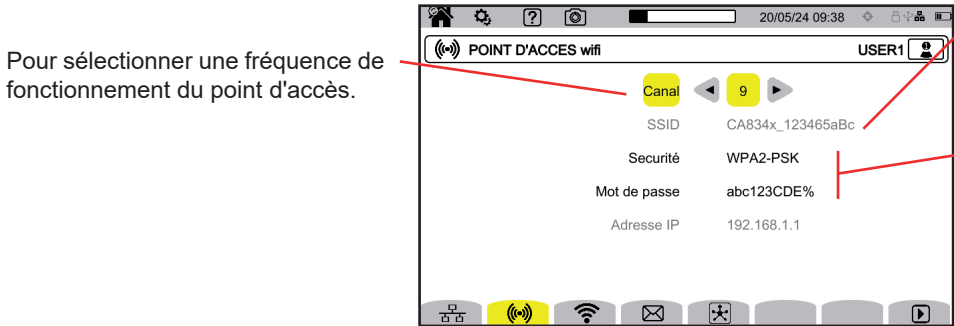 Pour sélectionner une fréquence de
fonctionnement du point d'accès.
20/05/24 09:38
POINT D'ACCES wifi
USER1
Canal 9
SSID CA834x_123465aBc
Securité WPA2-PSK
Mot de passe abc123CDE%
Adresse IP 192.168.1.1